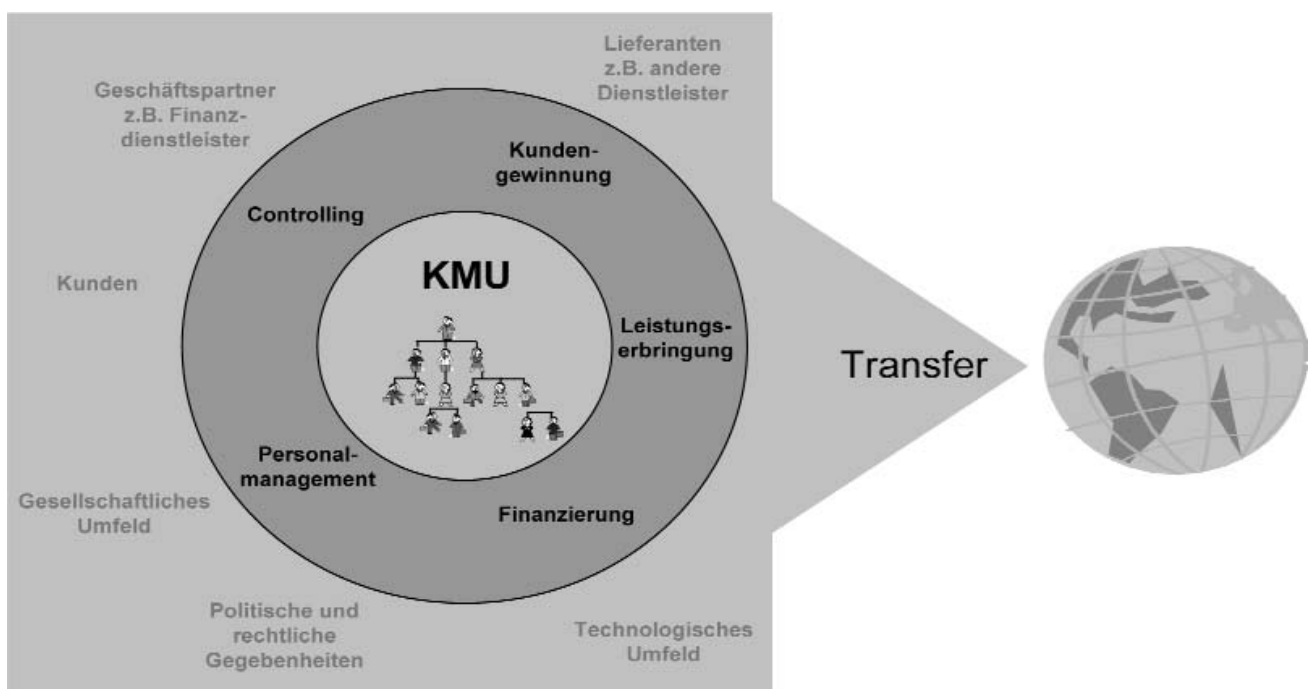 Lieferanten
z.B. andere
Dienstleister
Geschäftspartner
z.B. Finanz-
dienstleister
Kunden-
gewinnung
Controlling
KMU
Kunden
Leistungs-
erbringung
Transfer
Personal-
management
Gesellschaftliches
Umfeld
Finanzierung
Politische und
rechtliche
Gegebenheiten
Technologisches
Umfeld